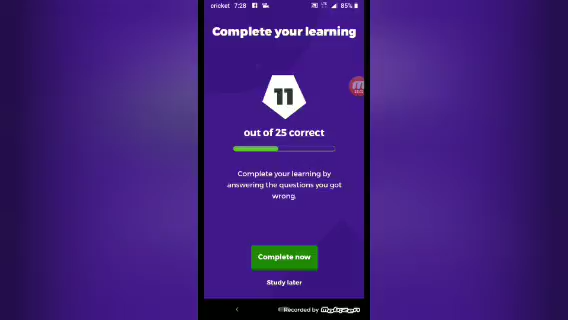 cricket 7:28 85%
Complete your learning
11
out of 25 correct
Complete your learning by
answering the questions you got
wrong.
Complete now
Study later
Recorded by mobizen